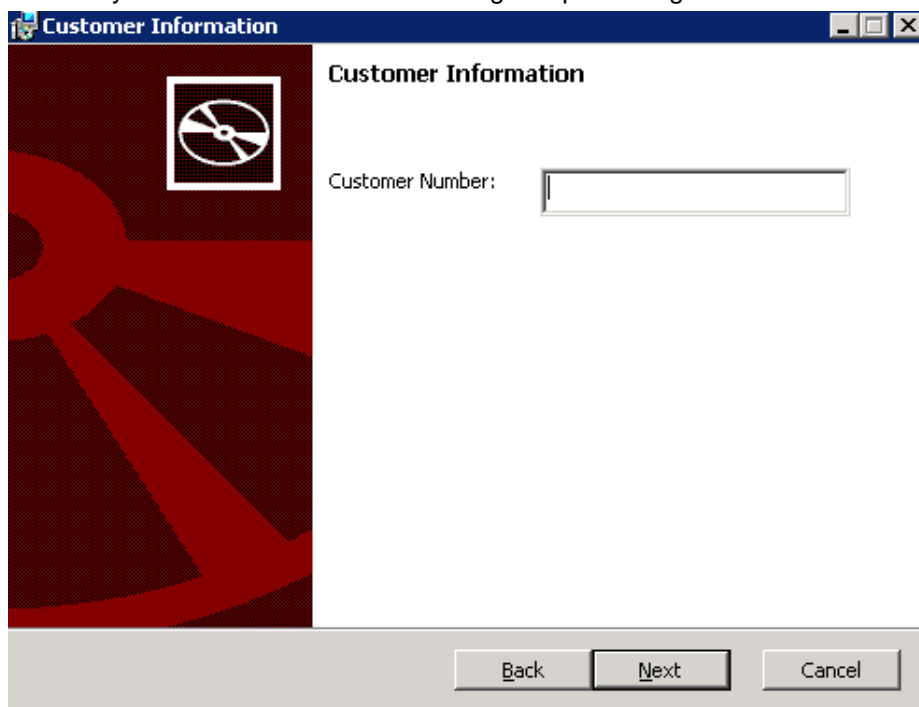 Customer Information
Customer Information
Customer Number:
Back
Next
Cancel